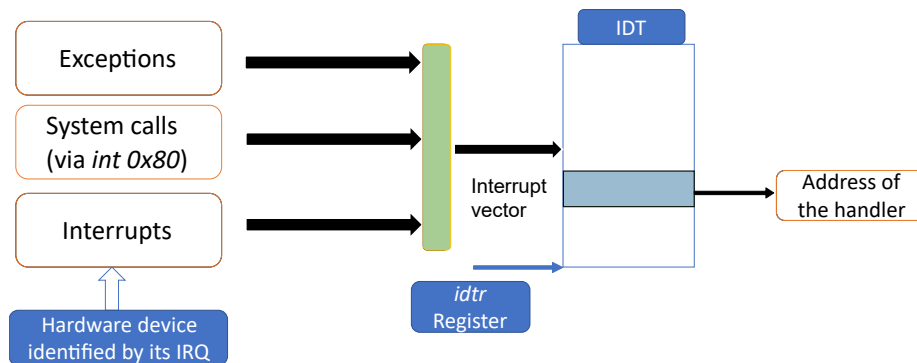 IDT
Exceptions
System calls
(via int 0x80)
Interrupt
vector
Address of
the handler
Interrupts
idtr
Register
Hardware device
identified by its IRQ